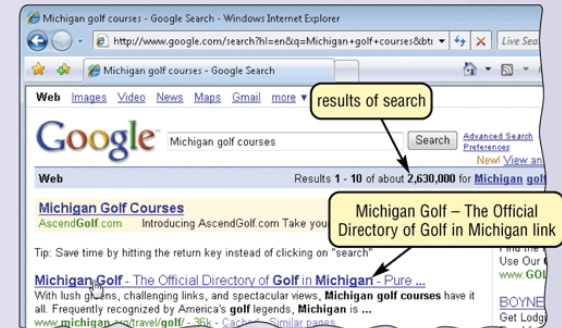 Michigan golf courses - Google Search - Windows Internet Explorer
http://www.google.com/search?hl=en&q=Michigan+golf+courses&bt
Live Sea
Michigan golf courses - Google Search
Web Images Video News Maps Gmail more ▼
results of search
Google
Michigan golf courses
Search
Advanced Search
Preferences
New! View an
Web
Results 1 - 10 of about 2,630,000 for Michigan golf
Michigan Golf Courses
AscendGolf.com Introducing AscendGolf.com Take you
Michigan Golf – The Official
Directory of Golf in Michigan link
Tip: Save time by hitting the return key instead of clicking on "search"
Use Our
www.GOL
Michigan Golf - The Official Directory of Golf in Michigan - Pure ...
With lush greens, challenging links, and spectacular views, Michigan golf courses have it
all. Frequently recognized by America's golf legends, Michigan is ...
www.michigan.org/travel/golf/ - 36k - Cached - Similar pages
BOYNE
Get Lodg